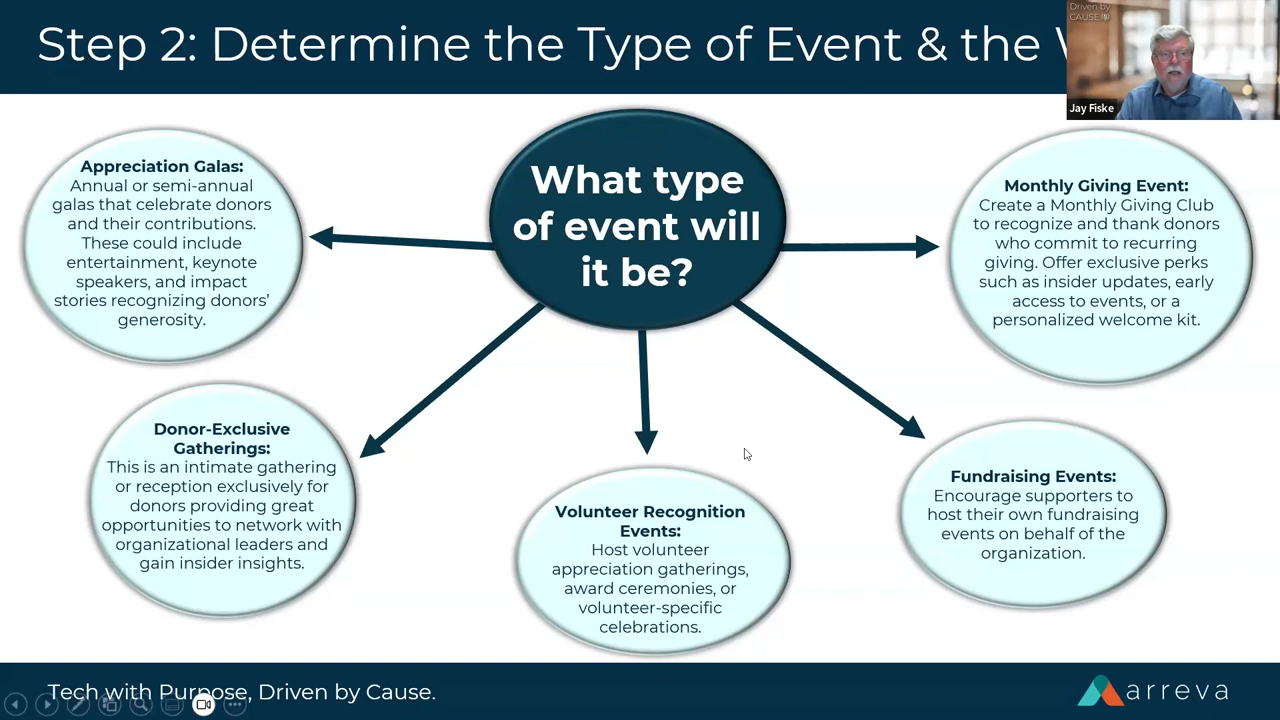 Step 2: Determine the Type of Event & the
Driven by
CAUSE
Jay Fiske
What type
of event will
it be?
Appreciation Galas:
Annual or semi-annual
galas that celebrate donors
and their contributions.
These could include
entertainment, keynote
speakers, and impact
stories recognizing donors'
generosity.
Monthly Giving Event:
Create a Monthly Giving Club
to recognize and thank donors
who commit to recurring
giving. Offer exclusive perks
such as insider updates, early
access to events, or a
personalized welcome kit.
Donor-Exclusive
Gatherings:
This is an intimate gathering
or reception exclusively for
donors providing great
opportunities to network with
organizational leaders and
gain insider insights.
Volunteer Recognition
Events:
Host volunteer
appreciation gatherings,
award ceremonies, or
volunteer-specific
celebrations.
Fundraising Events:
Encourage supporters to
host their own fundraising
events on behalf of the
organization.
Tech with Purpose, Driven by Cause.
arreva